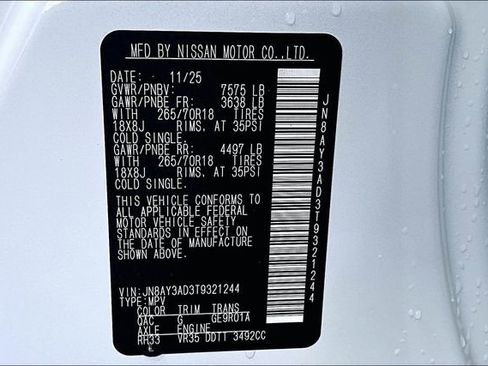 MFD BY NISSAN MOTOR CO.,LTD.
DATE: 11/25
GVWR/PNBV: 7575 LB
GAWR/PNBE FR: 3638 LB
WITH 265/70R18 TIRES
18X8J RIMS, AT 35PSI
COLD SINGLE.
GAWR/PNBE RR: 4497 LB
WITH 265/70R18 TIRES
18X8J RIMS, AT 35PSI
COLD SINGLE.
THIS VEHICLE CONFORMS TO
ALL APPLICABLE FEDERAL
MOTOR VEHICLE SAFETY
STANDARDS IN EFFECT ON
THE DATE OF MANUFACTURE
SHOWN ABOVE.
VIN: JN8AY3AD3T9321244
TYPE: MPV
COLOR TRIM TRANS
QAC G GE9R01A
AXLE ENGINE
RR33 VR35 DDTT 3492CC
JN8AY3AD3T9321244